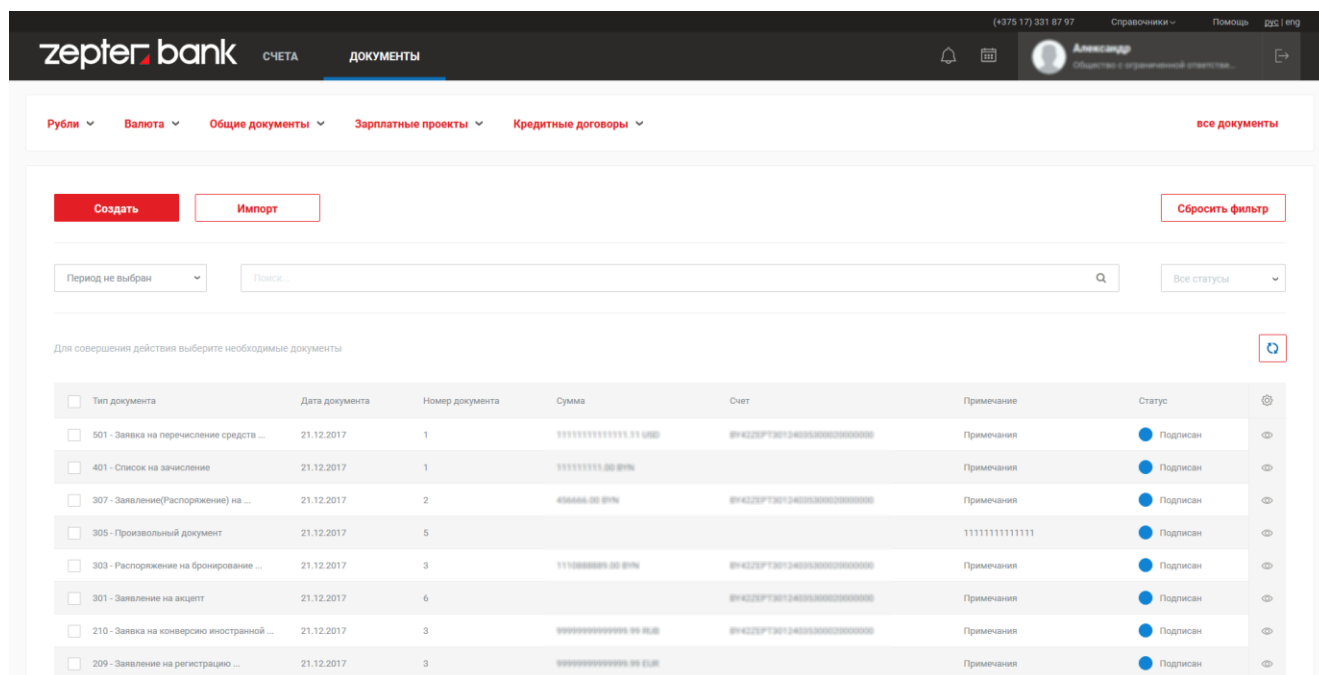 (+375 17) 331 87 97 Справочники Помощь рус | eng
zepter bank СЧЕТА ДОКУМЕНТЫ Александр
Общество с ограниченной ответстве...
Рубли Валюта Общие документы Зарплатные проекты Кредитные договоры все документы
Создать Импорт Сбросить фильтр
Период не выбран Поиск... Все статусы
Для совершения действия выберите необходимые документы
Тип документа Дата документа Номер документа Сумма Счет Примечание Статус
501 - Заявка на перечисление средств ... 21.12.2017 1 Примечания Подписан
401 - Список на зачисление 21.12.2017 1 Примечания Подписан
307 - Заявление(Распоряжение) на ... 21.12.2017 2 Примечания Подписан
305 - Произвольный документ 21.12.2017 5 11111111111111 Подписан
303 - Распоряжение на бронирование ... 21.12.2017 3 Примечания Подписан
301 - Заявление на акцепт 21.12.2017 6 Примечания Подписан
210 - Заявка на конверсию иностранной ... 21.12.2017 3 Примечания Подписан
209 - Заявление на регистрацию ... 21.12.2017 3 Примечания Подписан